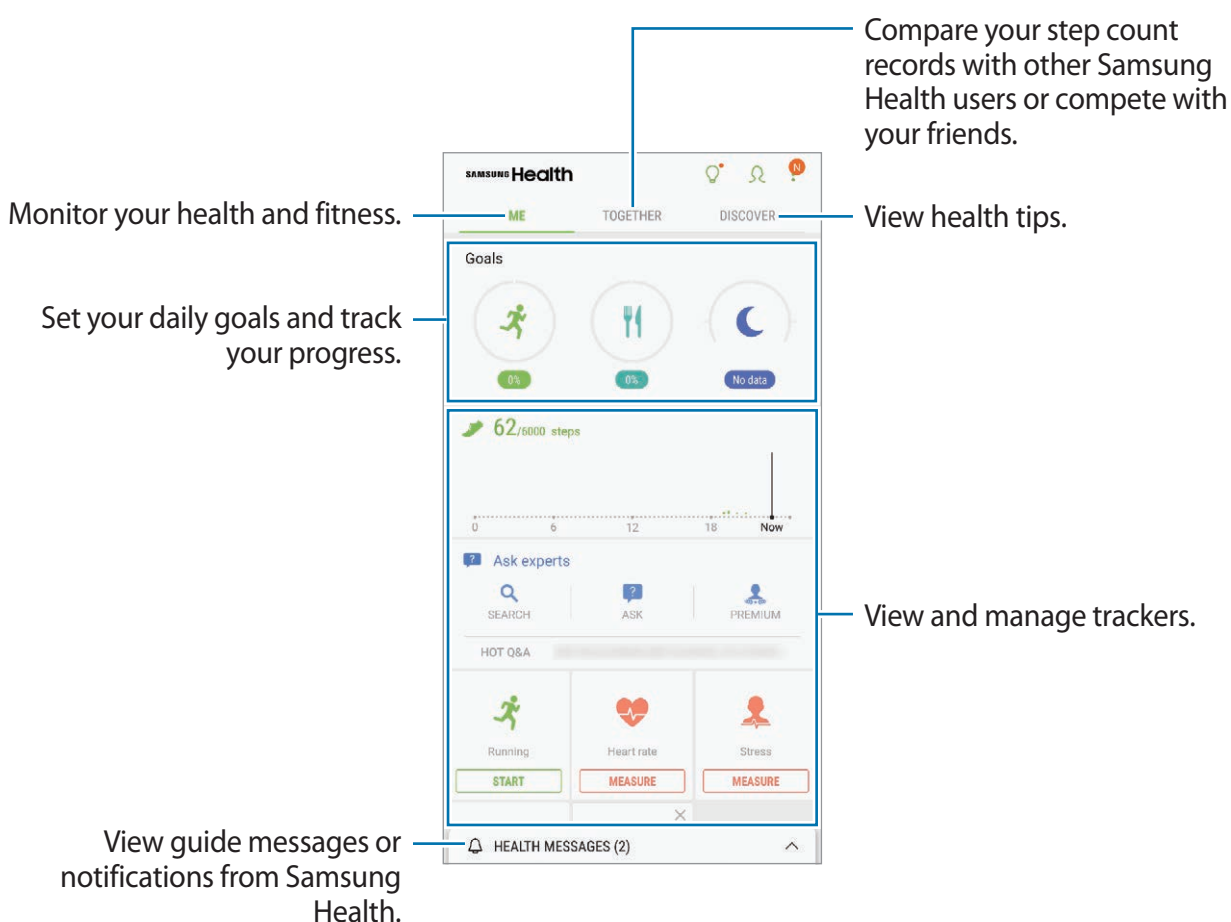 Compare your step count
records with other Samsung
Health users or compete with
your friends.
SAMSUNG Health
N
Monitor your health and fitness.
ME
TOGETHER
DISCOVER
View health tips.
Goals
Set your daily goals and track
your progress.
0%
0%
No data
62/6000 steps
0 6 12 18 Now
? Ask experts
?
SEARCH
ASK
PREMIUM
View and manage trackers.
HOT Q&A
Running
Heart rate
Stress
START
MEASURE
MEASURE
View guide messages or
notifications from Samsung
Health.
HEALTH MESSAGES (2)